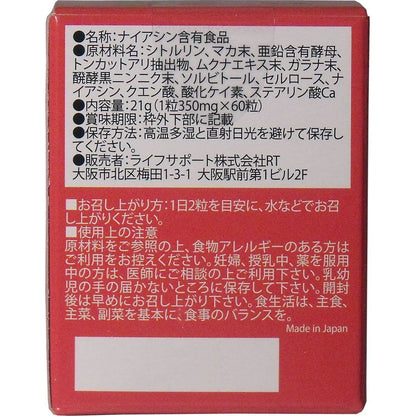 ●名称：ナイアシン含有食品
●原材料名：シトルリン、マカ末、亜鉛含有酵母、
トンカットアリ抽出物、ムクナエキス末、ガラナ末、
醗酵黒ニンニク末、ソルビトール、セルロース、ナ
イアシン、クエン酸、酸化ケイ素、ステアリン酸Ca
●内容量：21g（1粒350mg×60粒）
●賞味期限：枠外下部に記載
●保存方法：高温多湿と直射日光を避けて保存し
てください。
●販売者：ライフサポート株式会社RT
大阪市北区梅田1-3-1 大阪駅前第1ビル2F
■お召し上がり方：1日2粒を目安に、水などでお召
し上がりください。
■使用上の注意
原材料をご参照の上、食物アレルギーのある方は
ご利用をお控えください。妊婦、授乳中、薬を服用
中の方は、医師にご相談の上ご利用下さい。乳幼
児の手の届かないところに保存して下さい。開封
後は早めにお召し上がり下さい。食生活は、主食、
主菜、副菜を基本に、食事のバランスを。
Made in Japan